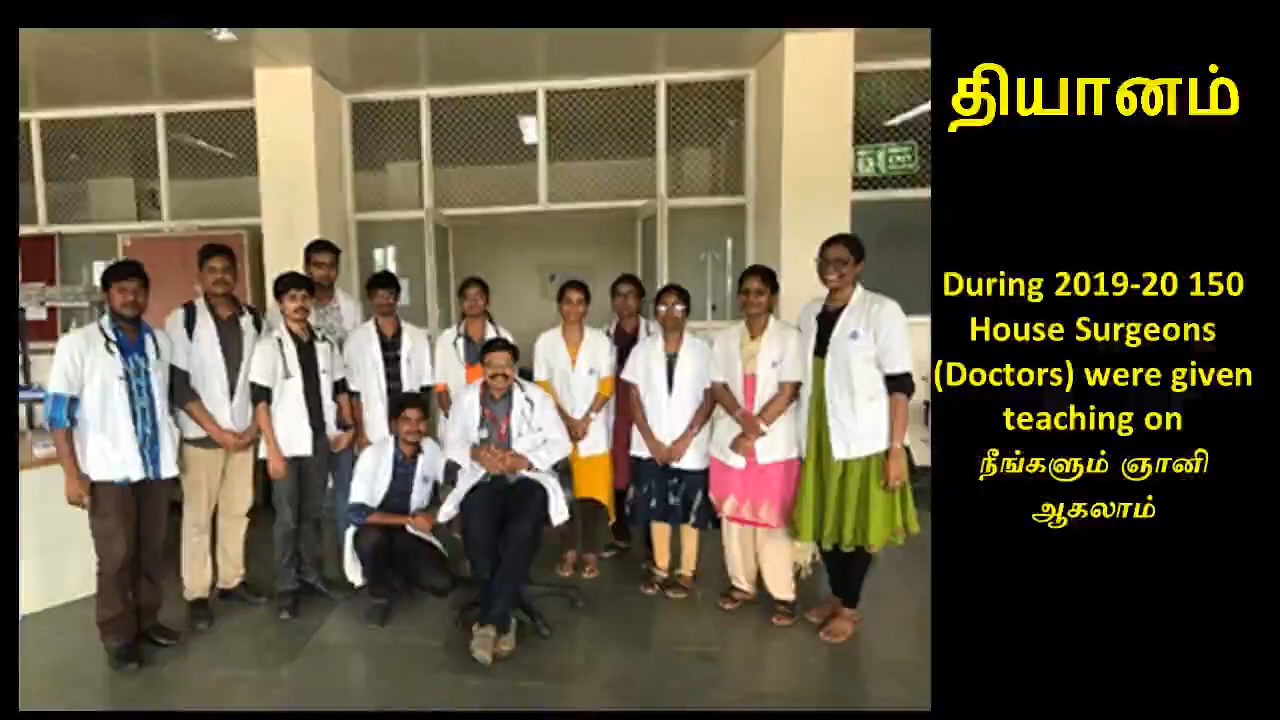 தியானம்
During 2019-20 150
House Surgeons
(Doctors) were given
teaching on
நீங்களும் ஞானி
ஆகலாம்